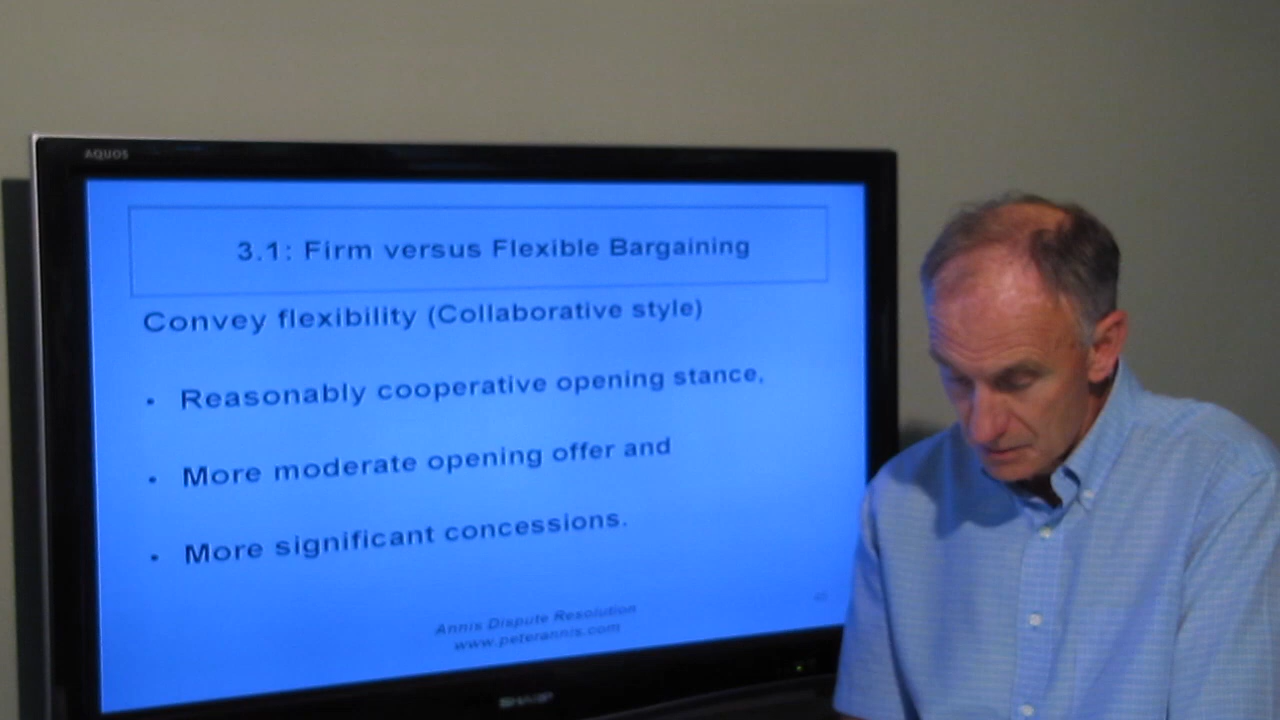 AQUOS
3.1: Firm versus Flexible Bargaining
Convey flexibility (Collaborative style)
• Reasonably cooperative opening stance,
• More moderate opening offer and
• More significant concessions.
Annis Dispute Resolution
www.peterannis.com
SHARP